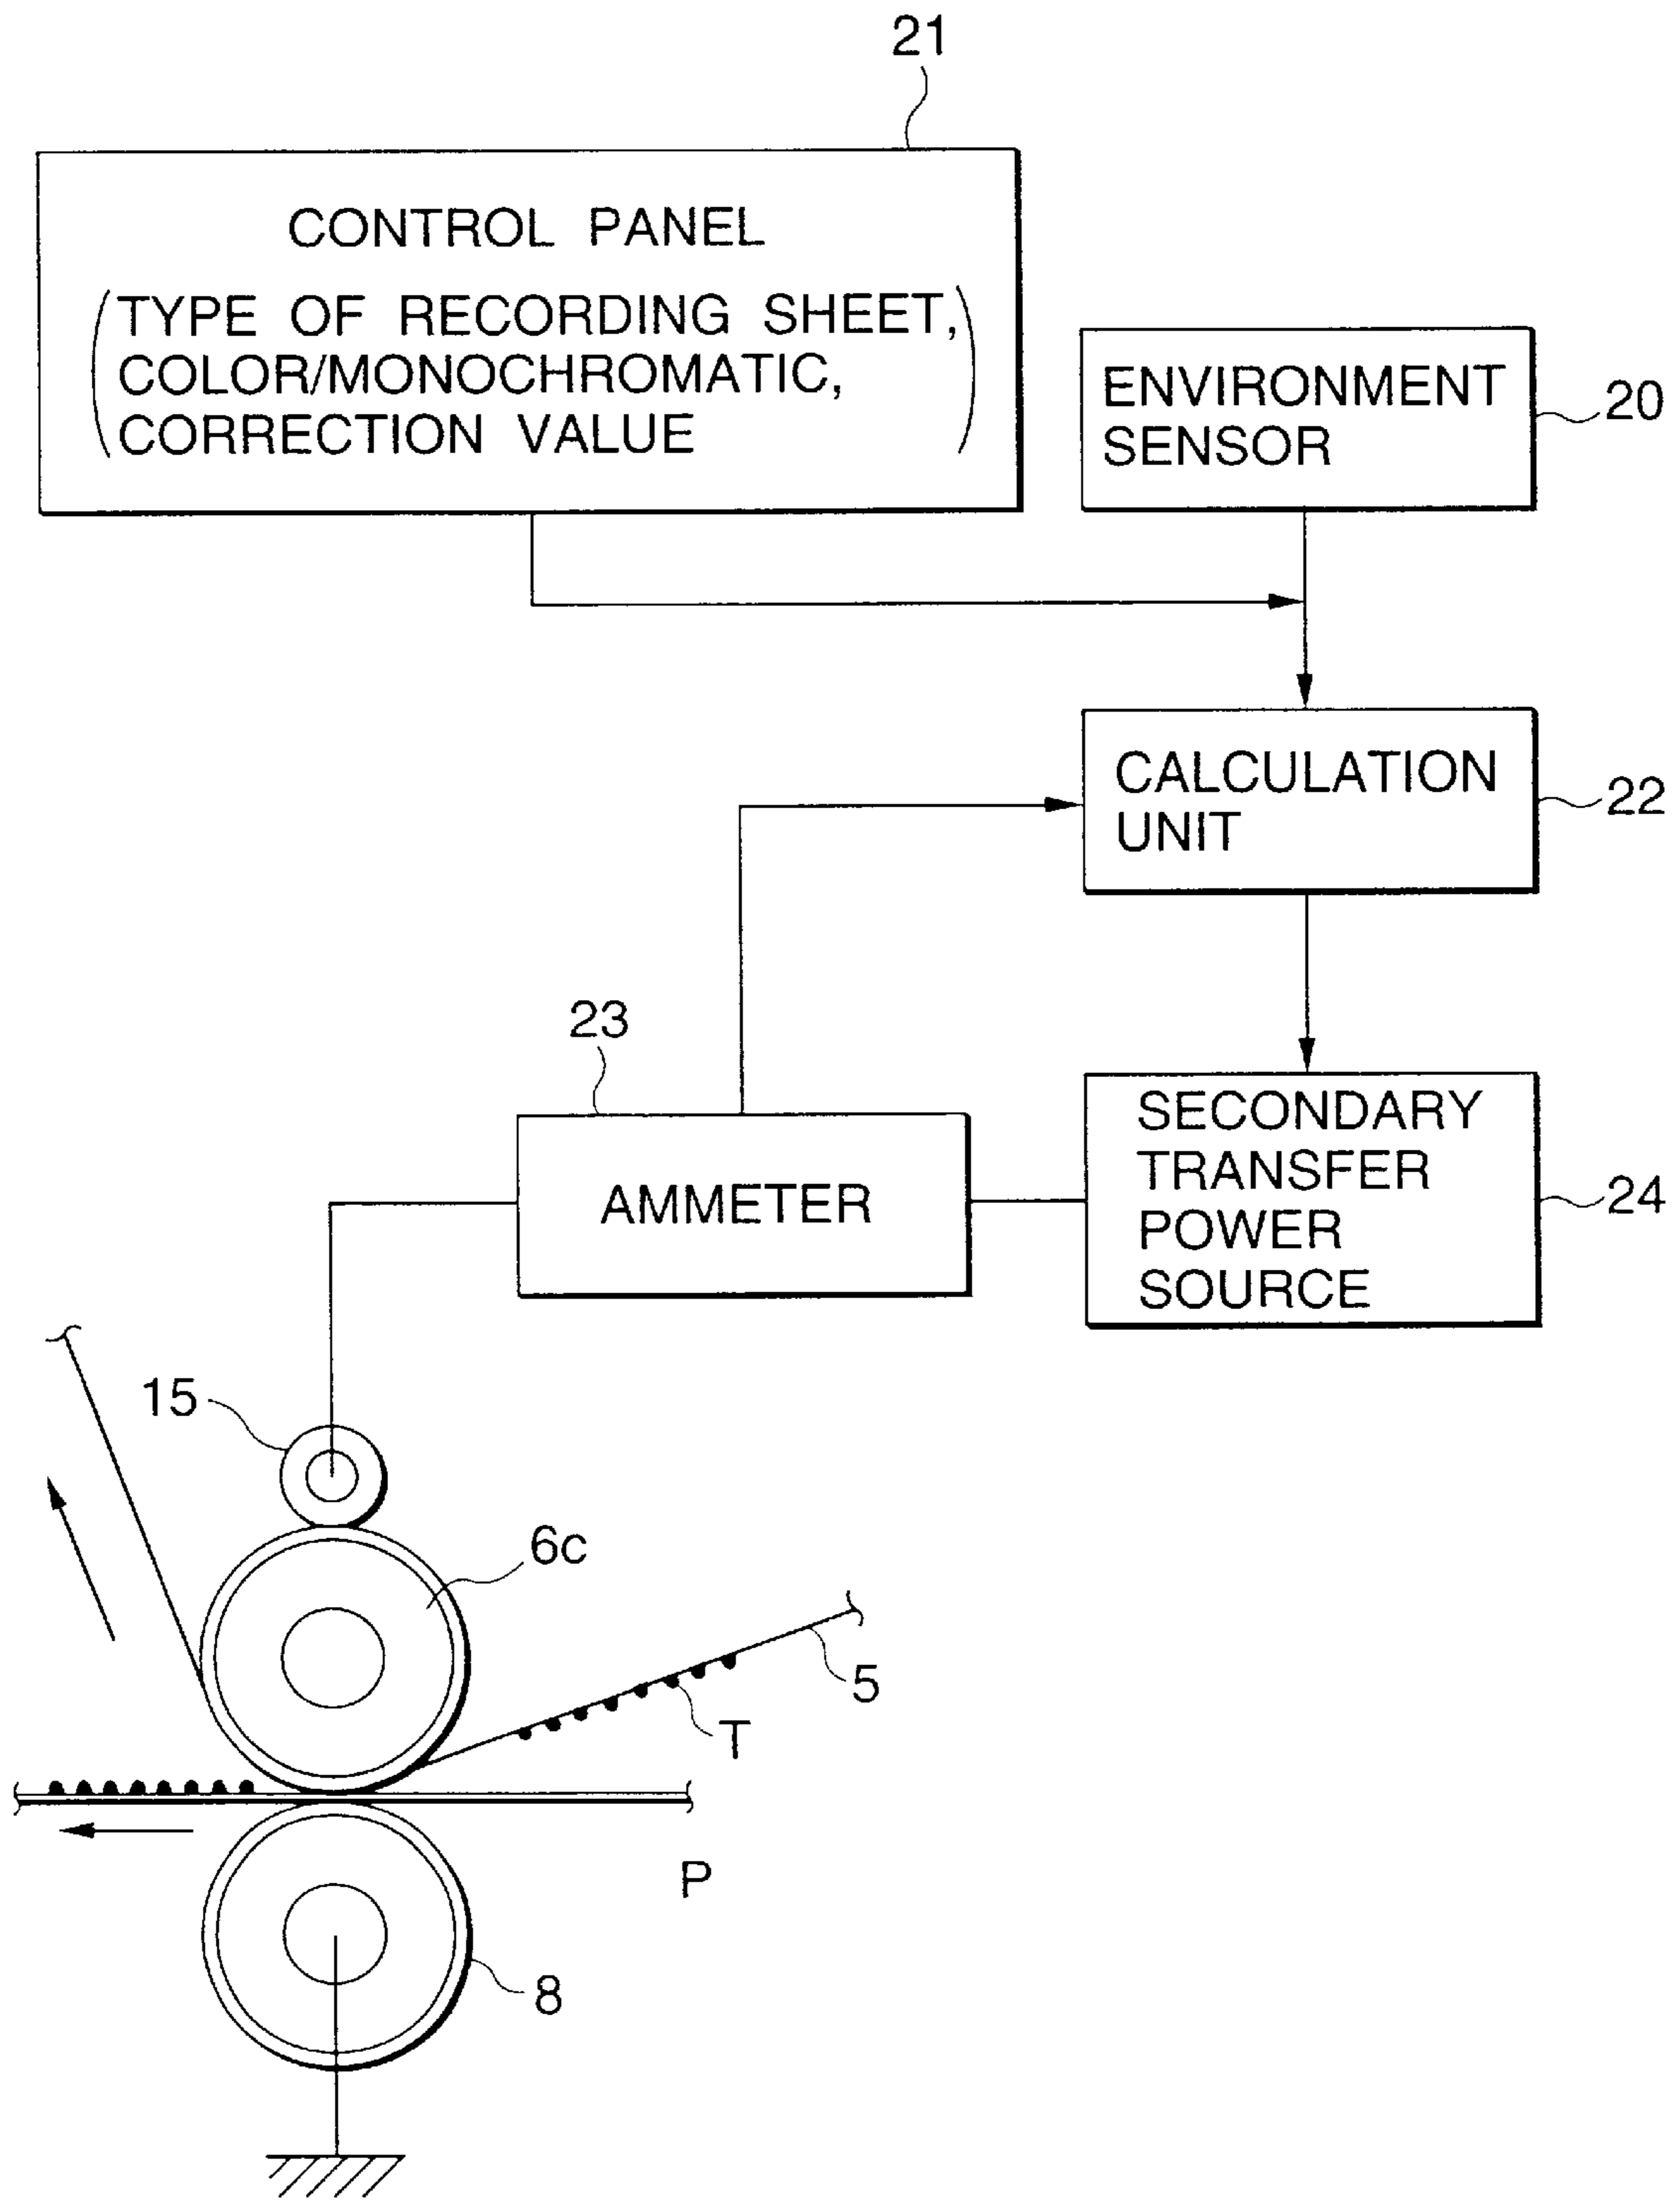 21
CONTROL PANEL
(TYPE OF RECORDING SHEET,
COLOR/MONOCHROMATIC,
CORRECTION VALUE)
ENVIRONMENT
SENSOR
20
CALCULATION
UNIT
22
23
AMMETER
SECONDARY
TRANSFER
POWER
SOURCE
24
15
6c
5
T
P
8